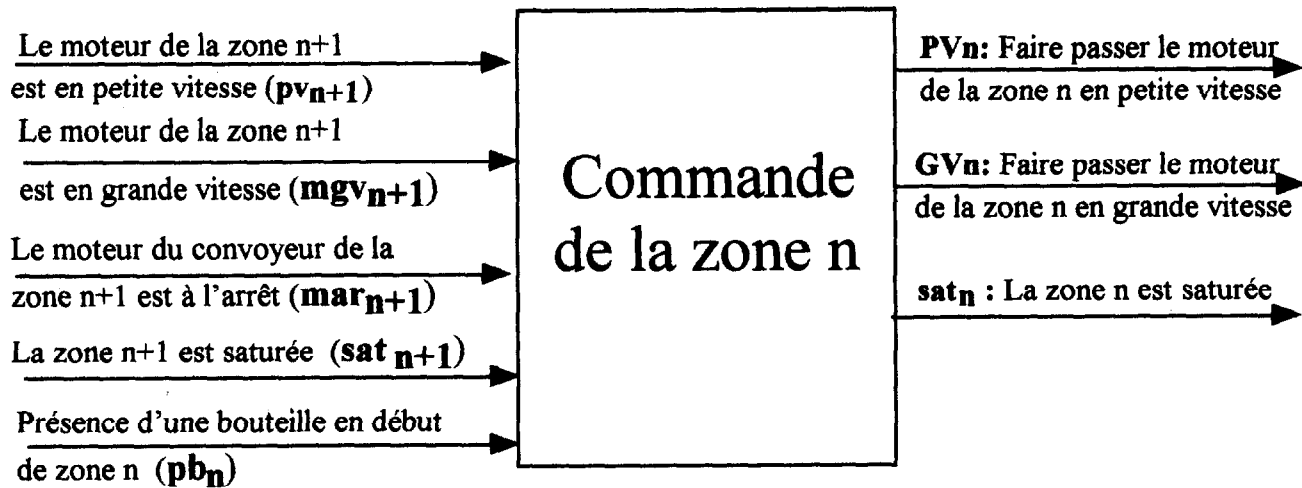 Le moteur de la zone n+1
est en petite vitesse (pvn+1)
Le moteur de la zone n+1
est en grande vitesse (mgvn+1)
Le moteur du convoyeur de la
zone n+1 est à l'arrêt (marn+1)
La zone n+1 est saturée (sat n+1)
Présence d'une bouteille en début
de zone n (pbn)
Commande
de la zone n
PVn: Faire passer le moteur
de la zone n en petite vitesse
GVn: Faire passer le moteur
de la zone n en grande vitesse
satn : La zone n est saturée